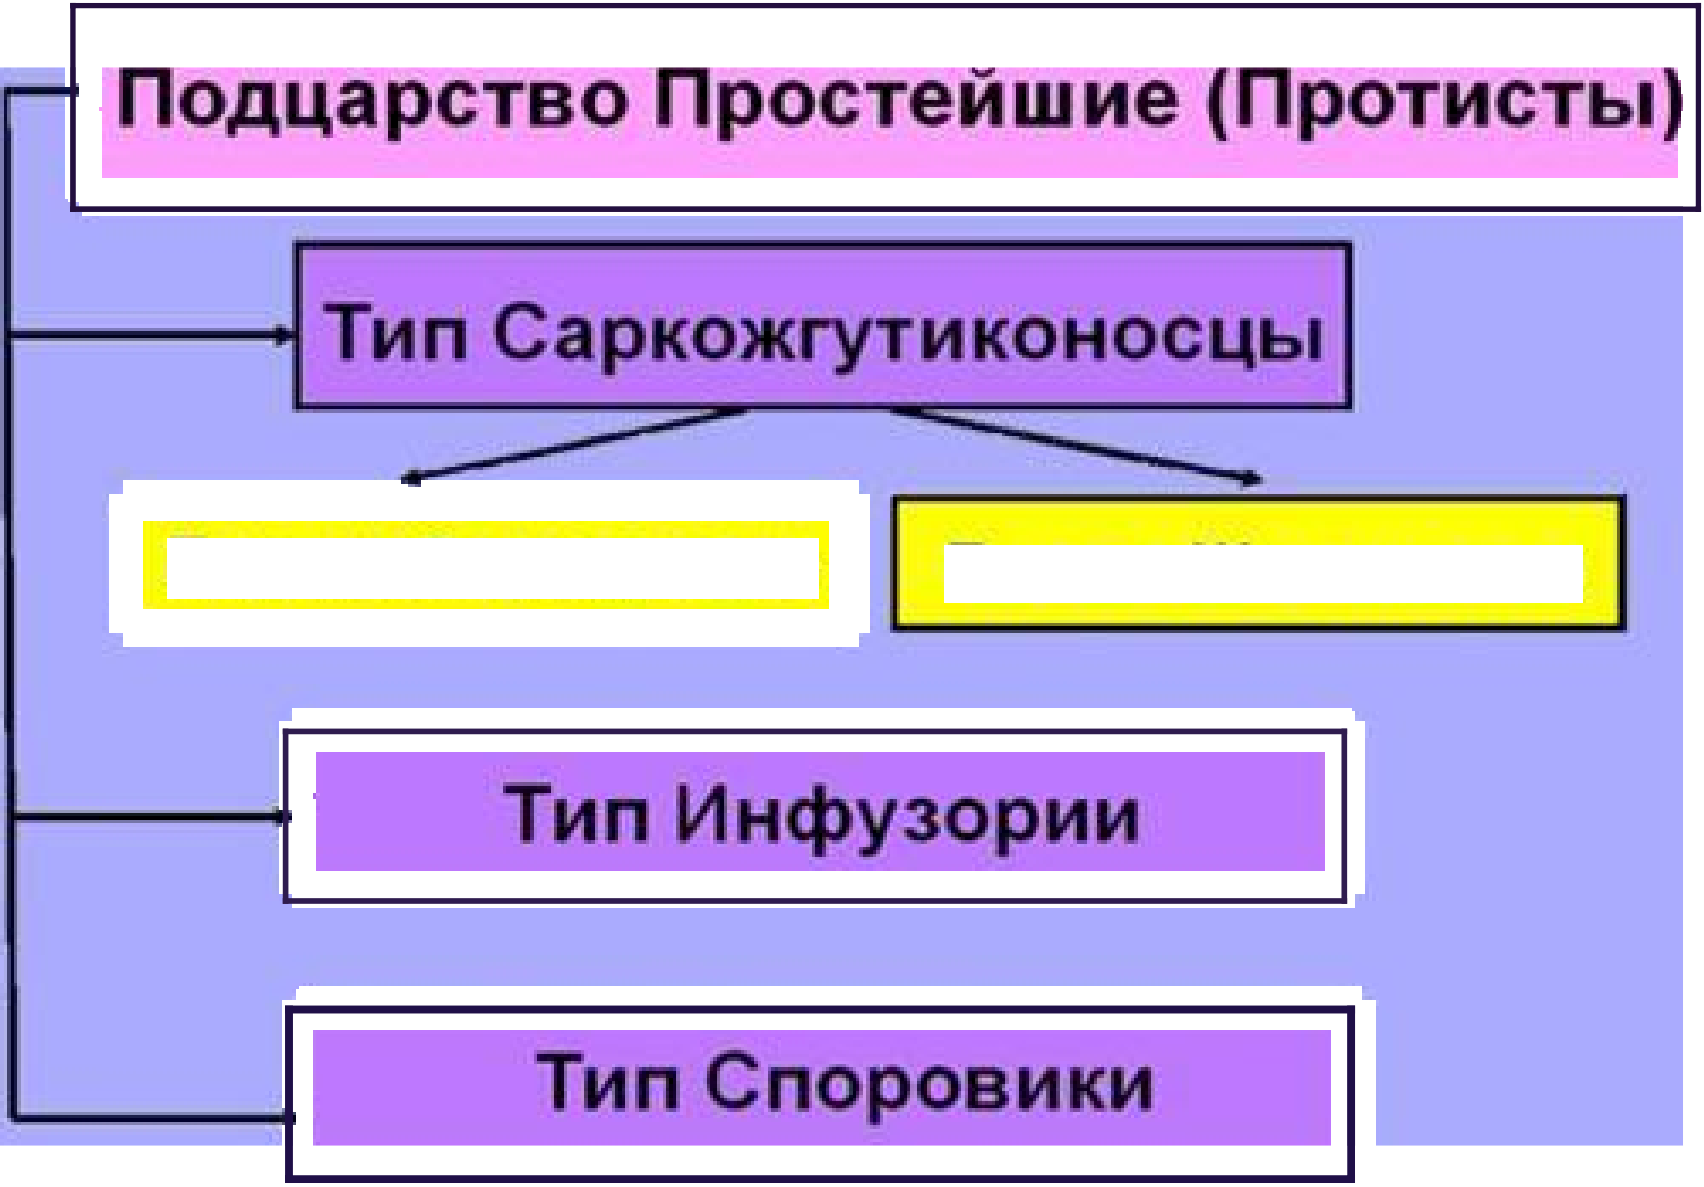 Подцарство Простейшие (Протисты)
Тип Саркожгутиконосцы
Тип Инфузории
Тип Споровики